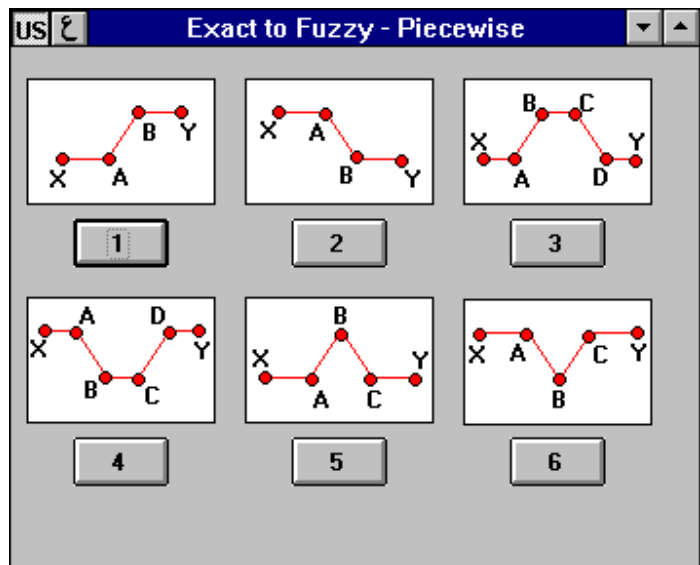 US ع Exact to Fuzzy - Piecewise
X A B Y
1
X A B Y
2
X A B C D Y
3
X A B C D Y
4
X A B C Y
5
X A B C Y
6